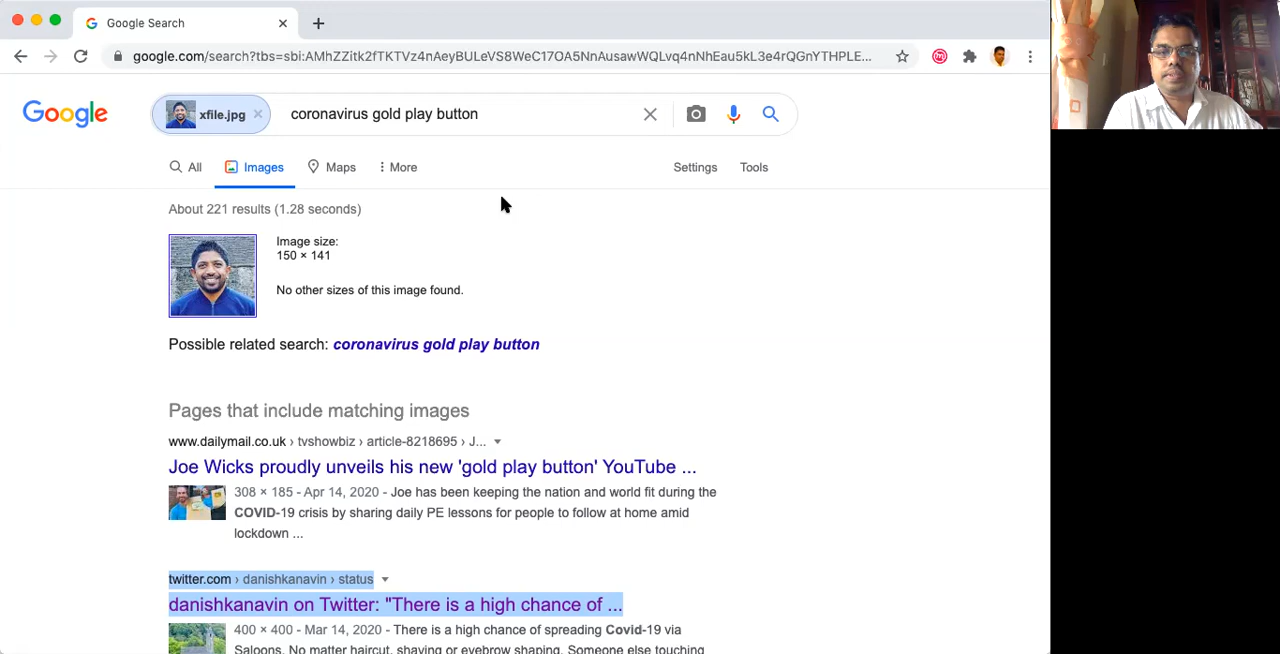 Google Search
google.com/search?tbs=sbi:AMhZZitk2fTKTVz4nAeyBULeVS8WeC17OA5NnAusawWQLvq4nNhEau5kL3e4rQGnYTHPLE...
Google
xfile.jpg
coronavirus gold play button
All
Images
Maps
More
Settings
Tools
About 221 results (1.28 seconds)
Image size:
150 × 141
No other sizes of this image found.
Possible related search: coronavirus gold play button
Pages that include matching images
www.dailymail.co.uk › tvshowbiz › article-8218695 › J...
Joe Wicks proudly unveils his new 'gold play button' YouTube ...
308 × 185 - Apr 14, 2020 - Joe has been keeping the nation and world fit during the
COVID-19 crisis by sharing daily PE lessons for people to follow at home amid
lockdown ...
twitter.com › danishkanavin › status
danishkanavin on Twitter: "There is a high chance of ...
400 × 400 - Mar 14, 2020 - There is a high chance of spreading Covid-19 via
Saloons. No matter haircut, shaving or eyebrow shaping. Someone else touching